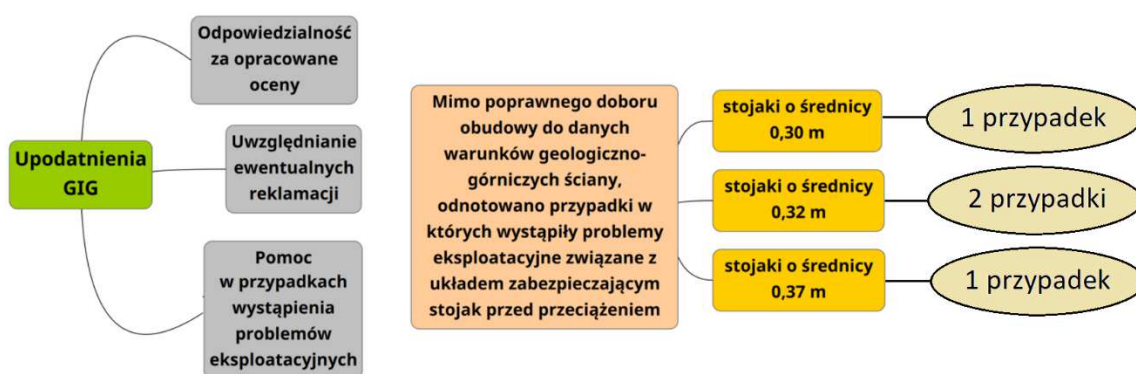 Upodatnienia
GIG
Odpowiedzialność
za opracowane
oceny
Uwzględnianie
ewentualnych
reklamacji
Pomoc
w przypadkach
wystąpienia
problemów
eksploatacyjnych
Mimo poprawnego doboru
obudowy do danych
warunków geologiczno-
górniczych ściany,
odnotowano przypadki w
których wystąpiły problemy
eksploatacyjne związane z
układem zabezpieczającym
stojak przed przeciążeniem
stojaki o średnicy
0,30 m
1 przypadek
stojaki o średnicy
0,32 m
2 przypadki
stojaki o średnicy
0,37 m
1 przypadek